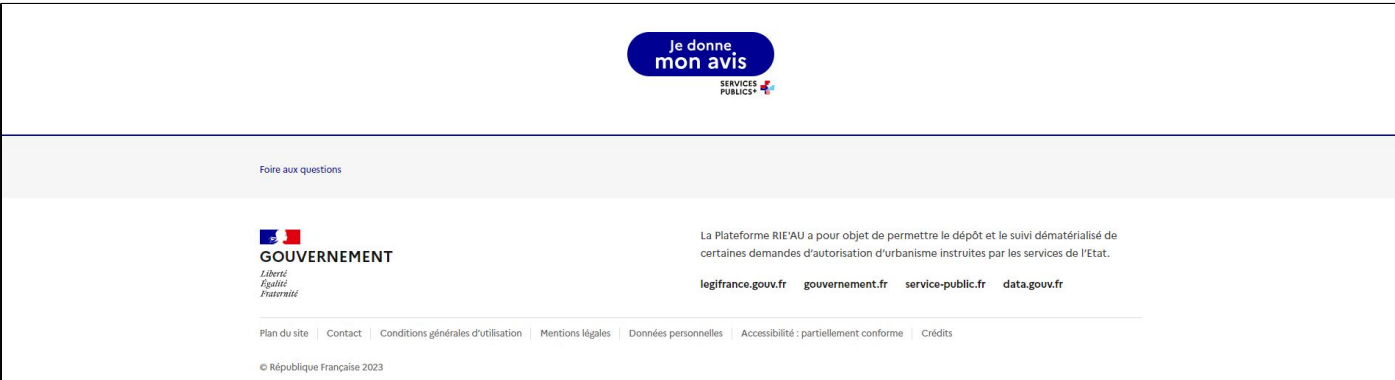 Je donne
mon avis
SERVICES
PUBLICS+
Foire aux questions
GOUVERNEMENT
Liberté
Égalité
Fraternité
La Plateforme RIE'AU a pour objet de permettre le dépôt et le suivi dématérialisé de
certaines demandes d'autorisation d'urbanisme instruites par les services de l'Etat.
legifrance.gouv.fr gouvernement.fr service-public.fr data.gouv.fr
Plan du site Contact Conditions générales d'utilisation Mentions légales Données personnelles Accessibilité : partiellement conforme Crédits
© République Française 2023